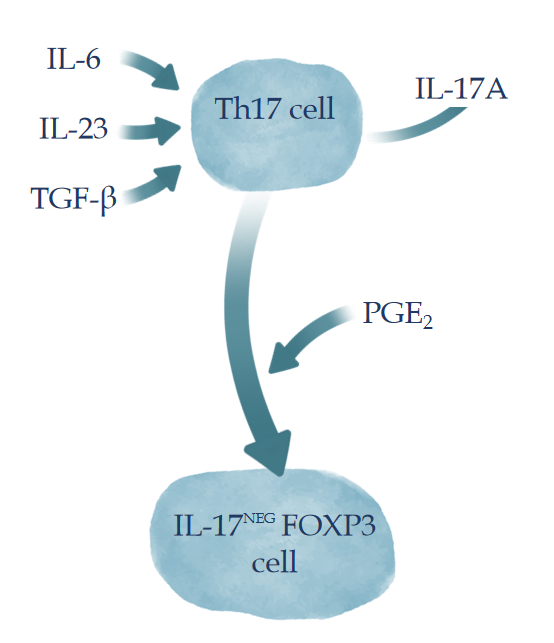 IL-6
Th17 cell
IL-17A
IL-23
TGF-β
PGE₂
IL-17ᴺᴱᴳ FOXP3
cell